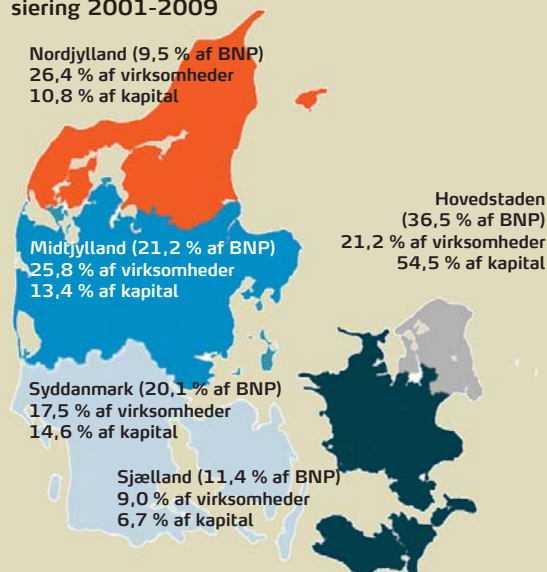 siering 2001-2009
Nordjylland (9,5 % af BNP)
26,4 % af virksomheder
10,8 % af kapital
Hovedstaden
(36,5 % af BNP)
21,2 % af virksomheder
54,5 % af kapital
Midtjylland (21,2 % af BNP)
25,8 % af virksomheder
13,4 % af kapital
Syddanmark (20,1 % af BNP)
17,5 % af virksomheder
14,6 % af kapital
Sjælland (11,4 % af BNP)
9,0 % af virksomheder
6,7 % af kapital